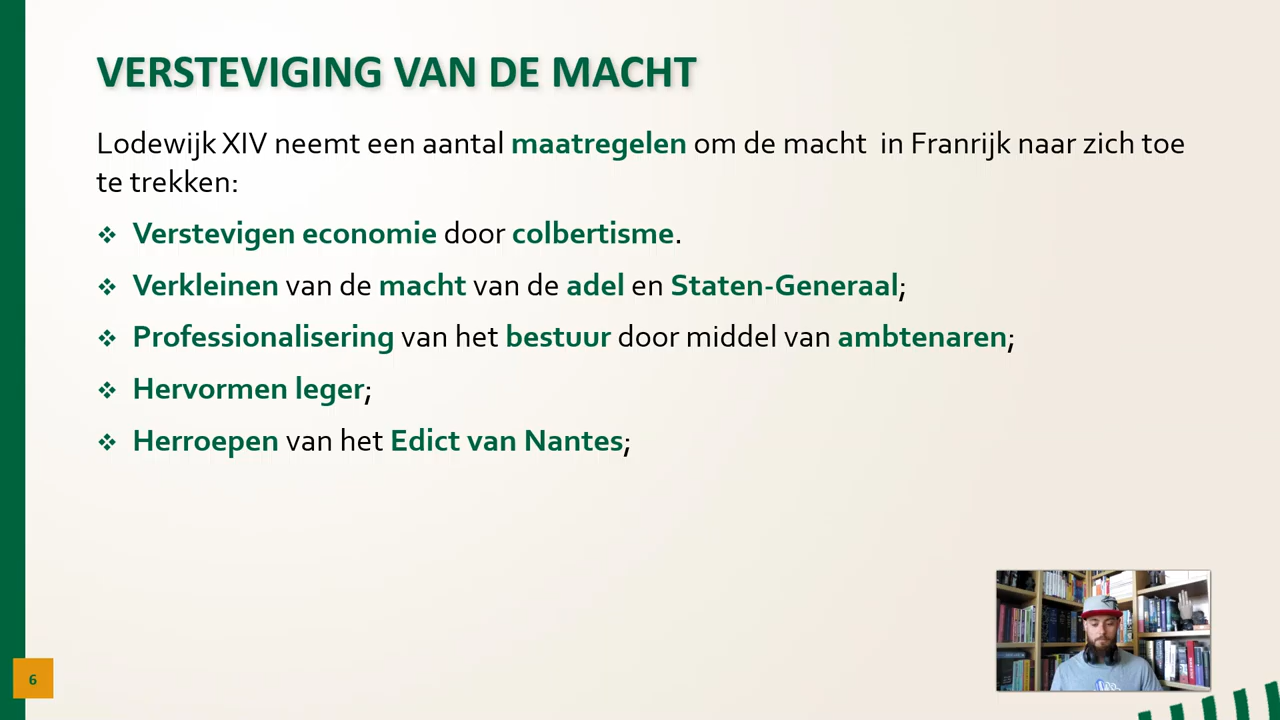 VERSTEVIGING VAN DE MACHT
Lodewijk XIV neemt een aantal maatregelen om de macht  in Franrijk naar zich toe
te trekken:
❖ Verstevigen economie door colbertisme.
❖ Verkleinen van de macht van de adel en Staten-Generaal;
❖ Professionalisering van het bestuur door middel van ambtenaren;
❖ Hervormen leger;
❖ Herroepen van het Edict van Nantes;
6